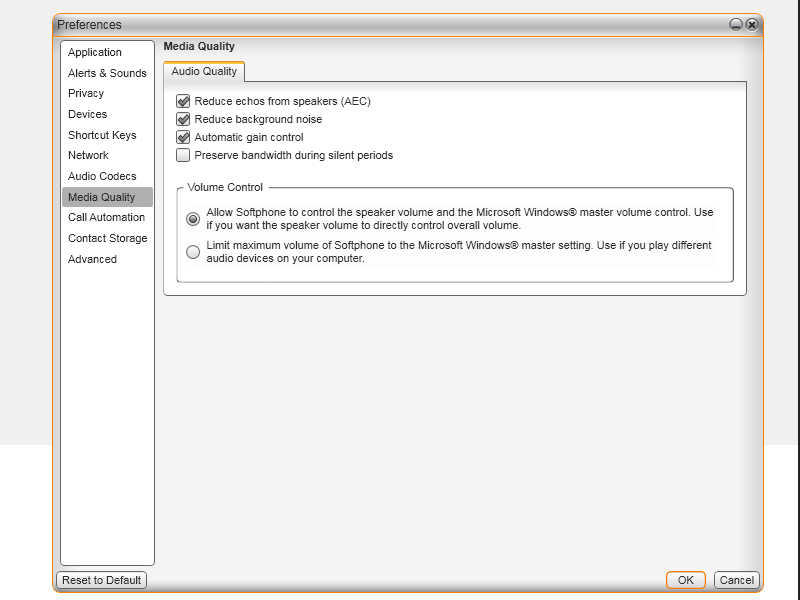 Preferences
Application
Alerts & Sounds
Privacy
Devices
Shortcut Keys
Network
Audio Codecs
Media Quality
Call Automation
Contact Storage
Advanced
Media Quality
Audio Quality
Reduce echos from speakers (AEC)
Reduce background noise
Automatic gain control
Preserve bandwidth during silent periods
Volume Control
Allow Softphone to control the speaker volume and the Microsoft Windows® master volume control. Use
if you want the speaker volume to directly control overall volume.
Limit maximum volume of Softphone to the Microsoft Windows® master setting. Use if you play different
audio devices on your computer.
Reset to Default
OK
Cancel